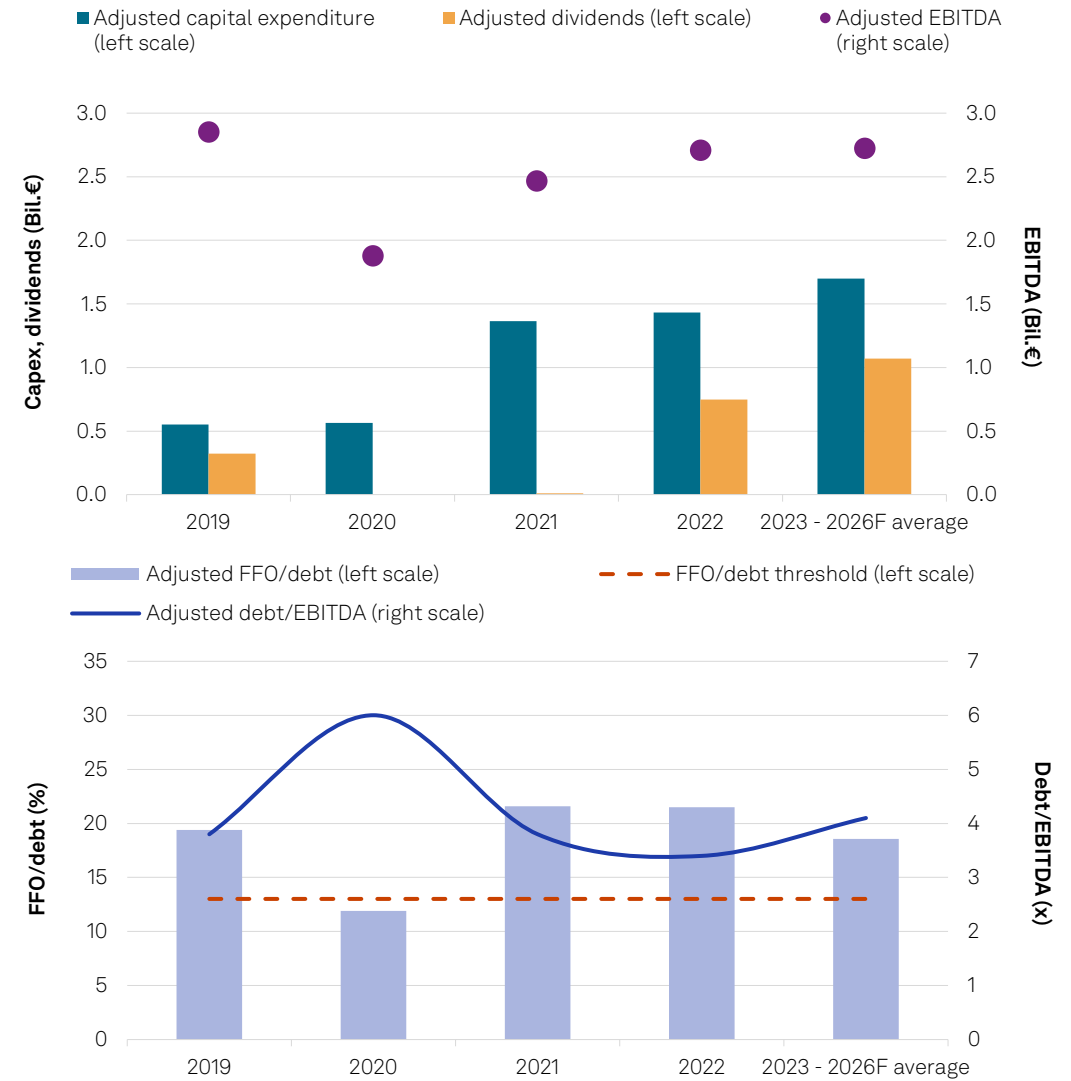 Adjusted capital expenditure
(left scale)
Adjusted dividends (left scale)
Adjusted EBITDA
(right scale)
Capex, dividends (Bil.€)
3.0
2.5
2.0
1.5
1.0
0.5
0.0
3.0
2.5
2.0
1.5
1.0
0.5
0.0
EBITDA (Bil.€)
2019
2020
2021
2022
2023 - 2026F average
Adjusted FFO/debt (left scale)
FFO/debt threshold (left scale)
Adjusted debt/EBITDA (right scale)
FFO/debt (%)
35
30
25
20
15
10
5
0
7
6
5
4
3
2
1
0
Debt/EBITDA (x)
2019
2020
2021
2022
2023 - 2026F average